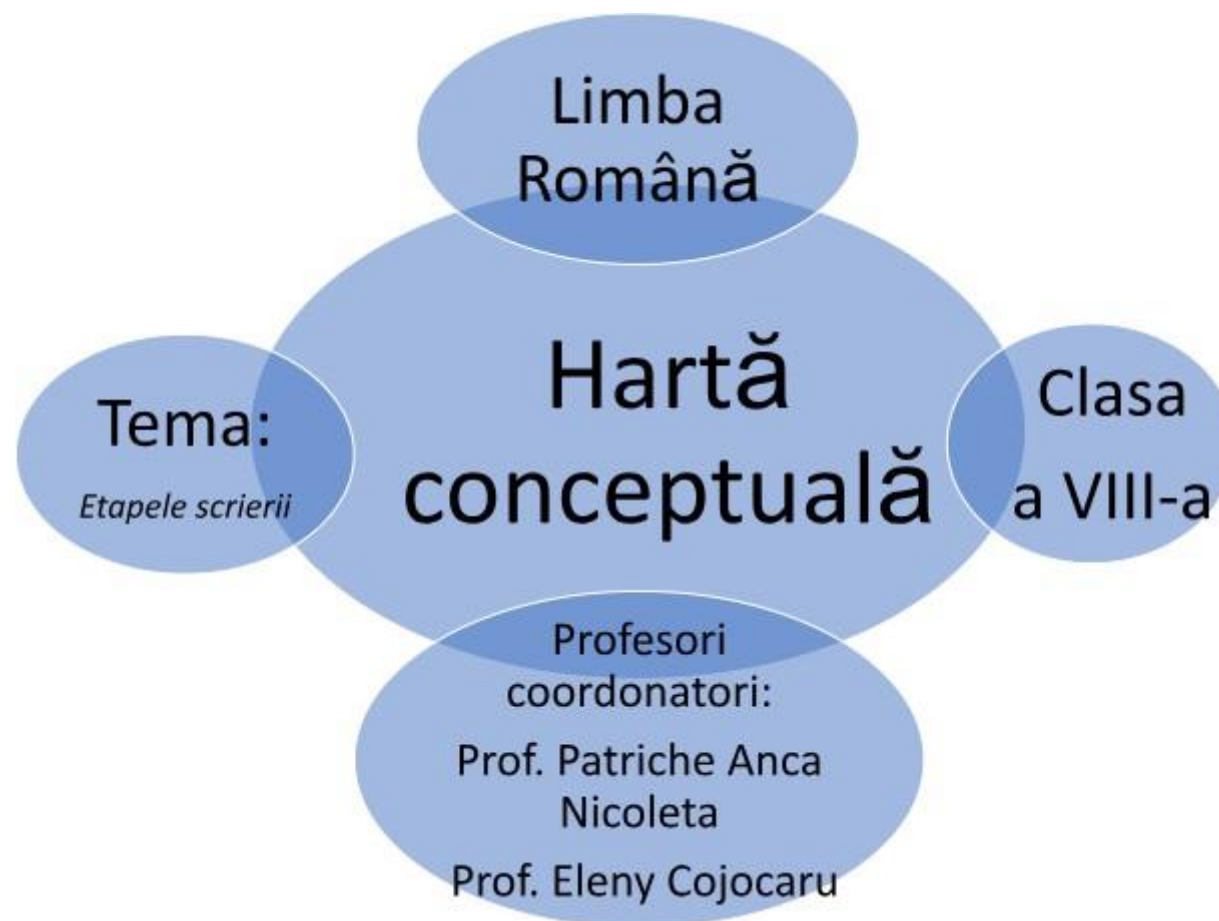 Limba
Română
Hartă
conceptuală
Tema:
Etapele scrierii
Clasa
a VIII-a
Profesori
coordonatori:
Prof. Patriche Anca
Nicoleta
Prof. Eleny Cojocaru